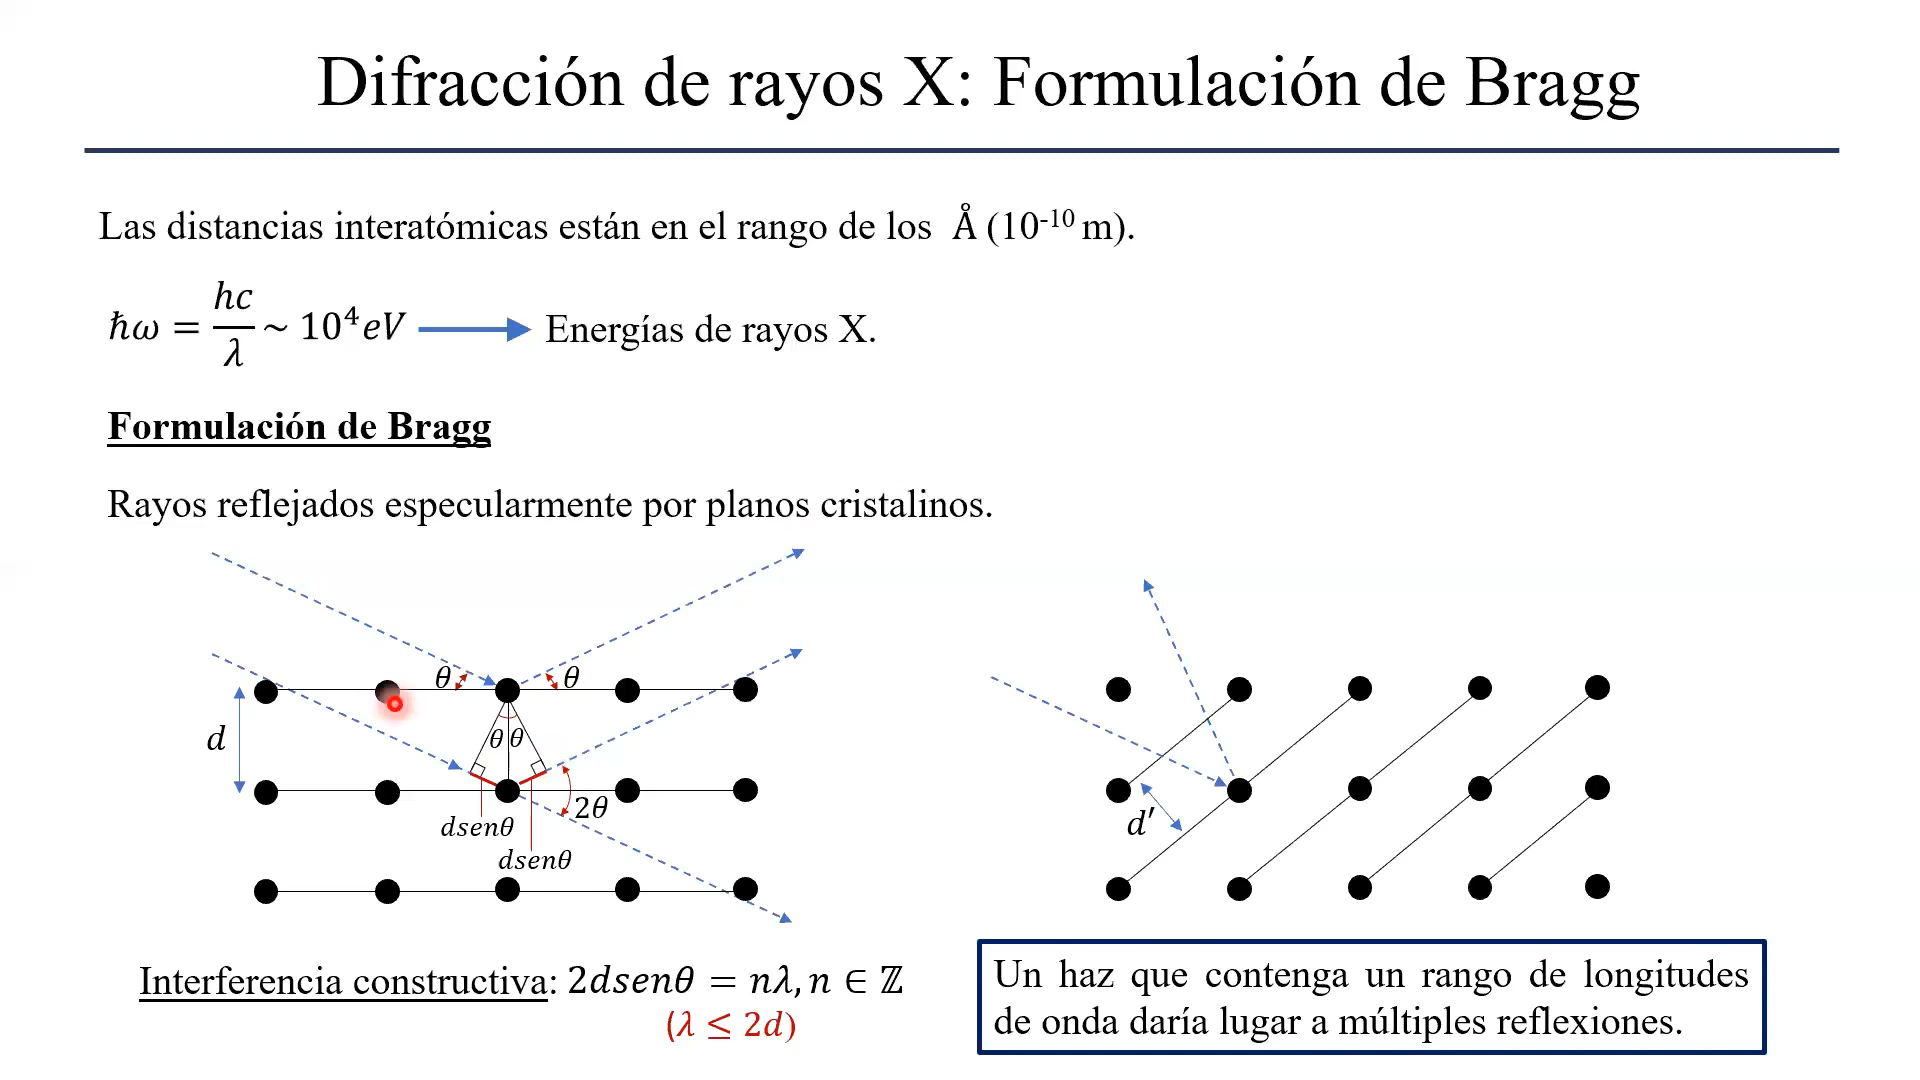 Difracción de rayos X: Formulación de Bragg
Las distancias interatómicas están en el rango de los Å (10⁻¹⁰ m).
ℏω = hc/λ ~ 10⁴eV Energías de rayos X.
Formulación de Bragg
Rayos reflejados especularmente por planos cristalinos.
θ θ
d
θ θ
2θ
dsenθ
dsenθ
d′
Interferencia constructiva: 2dsenθ = nλ, n ∈ ℤ
(λ ≤ 2d)
Un haz que contenga un rango de longitudes
de onda daría lugar a múltiples reflexiones.